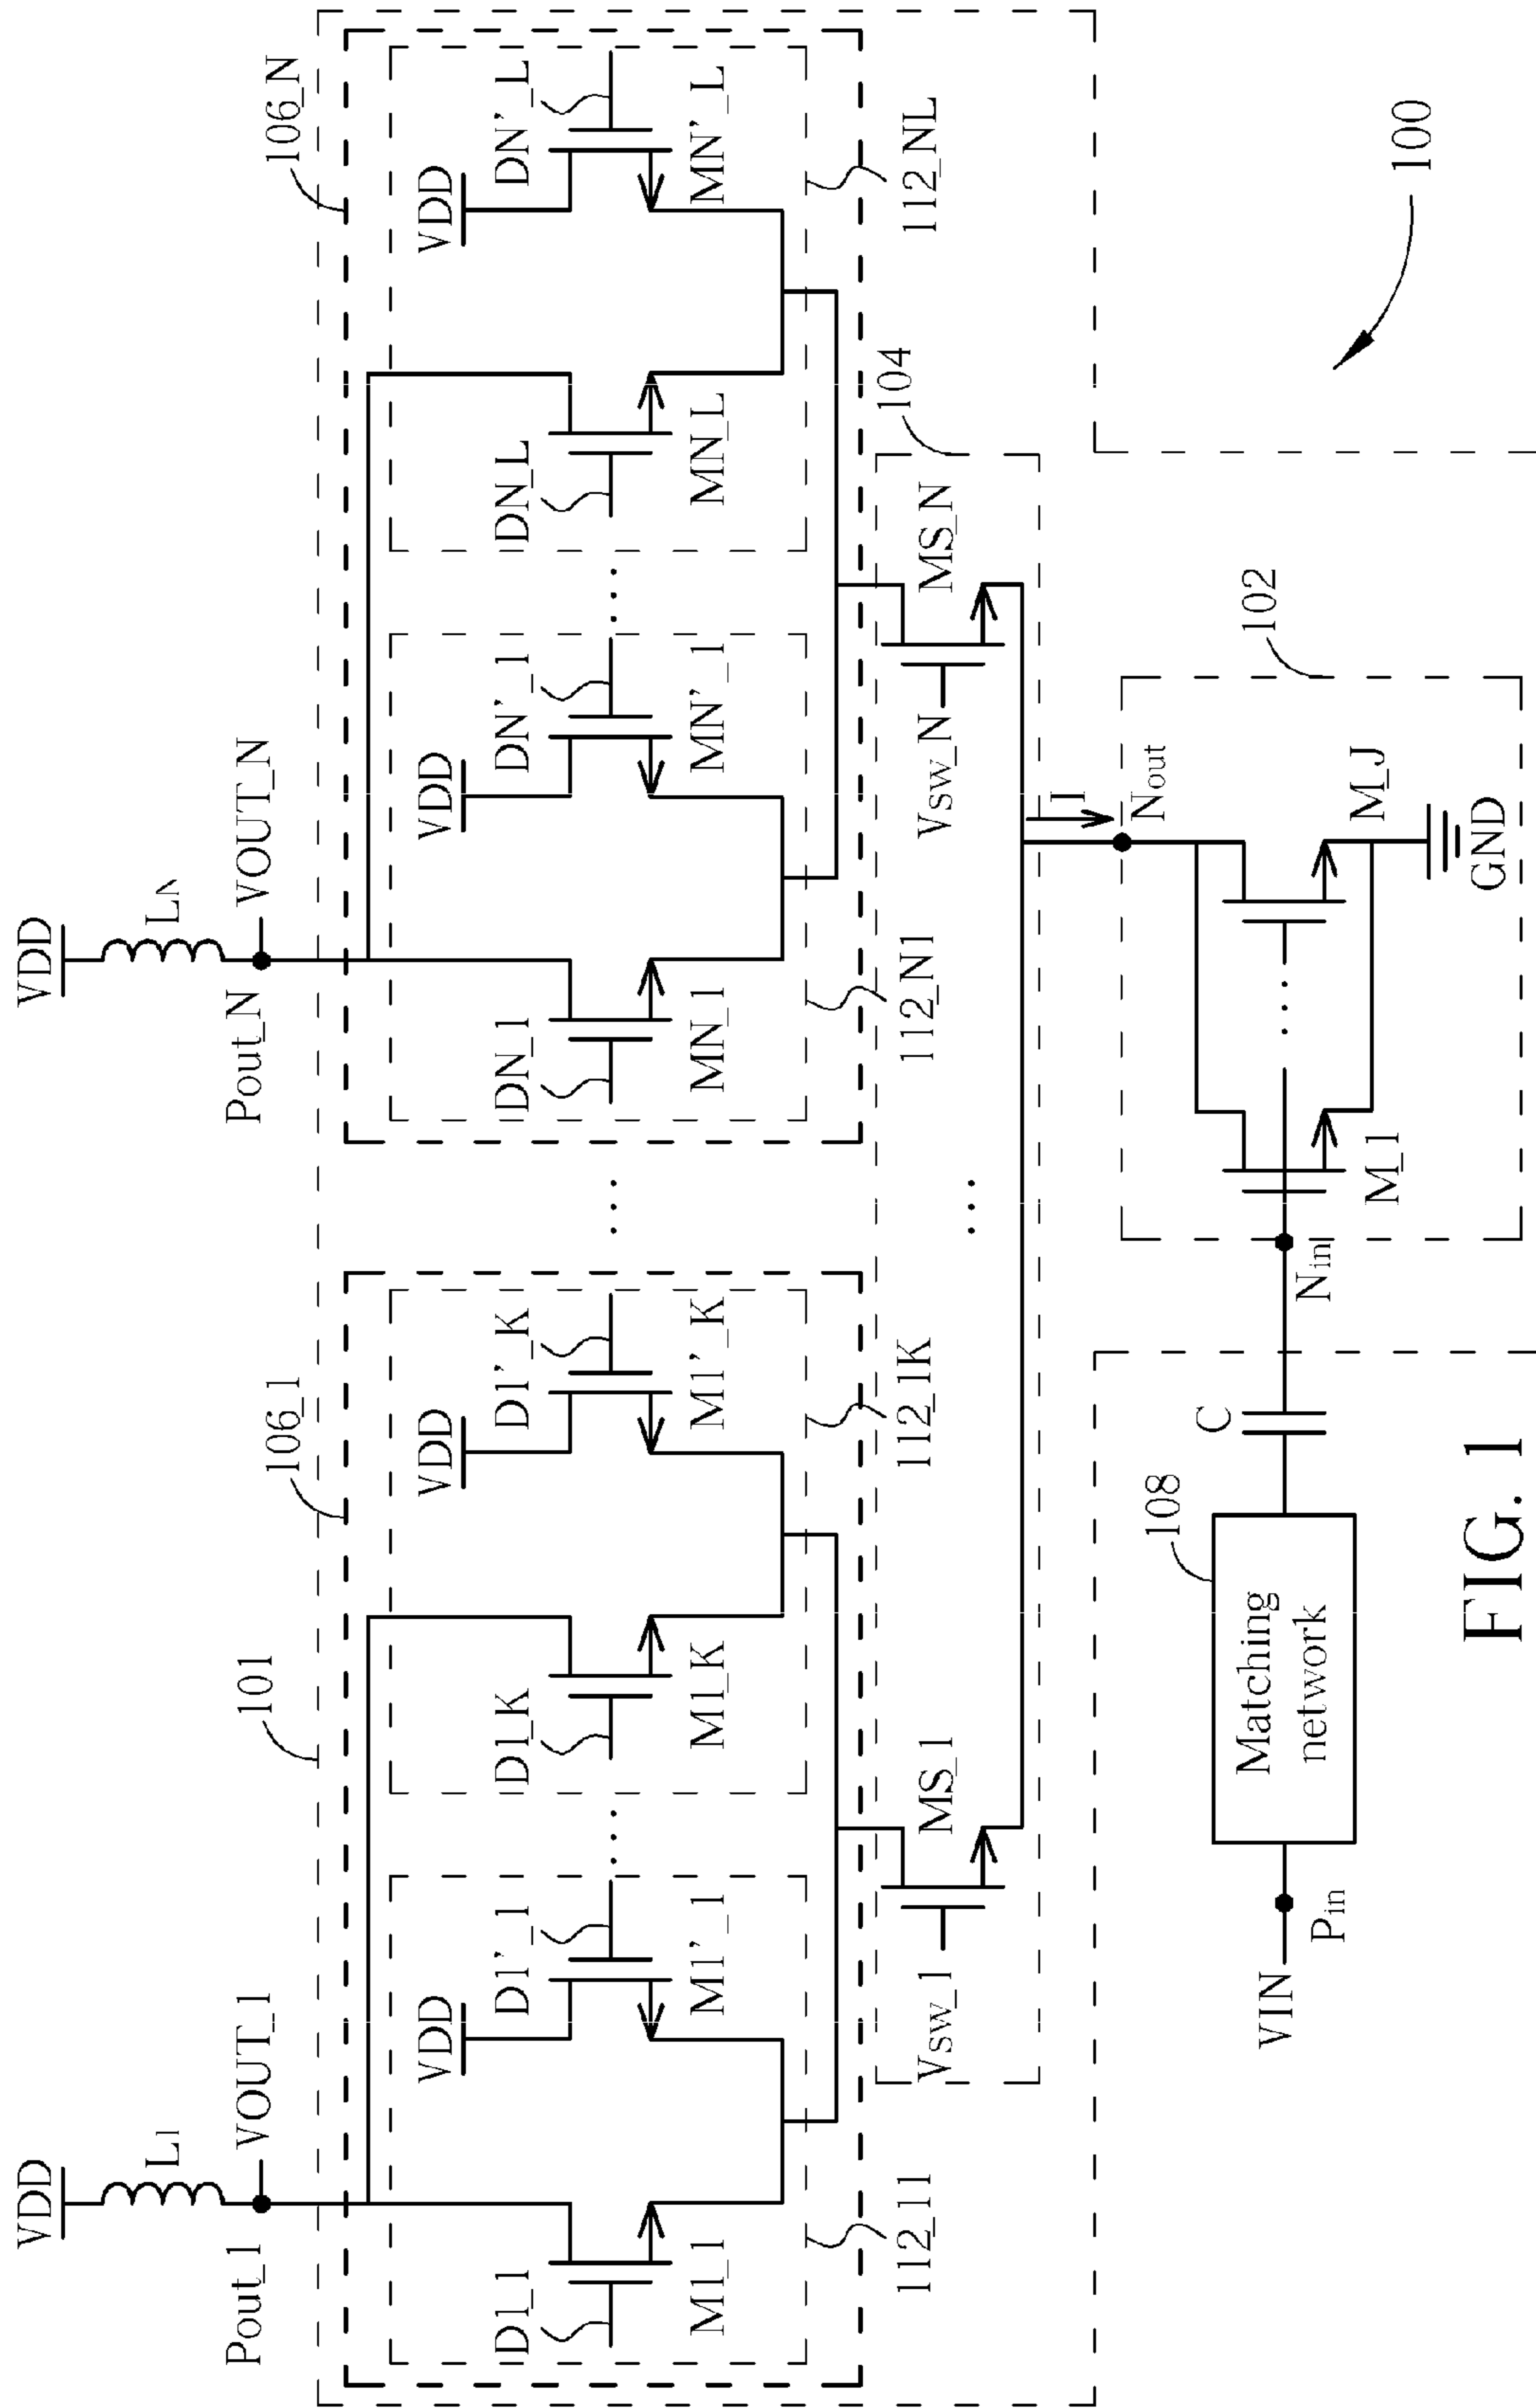 VDD
VDD
L1
LN
Pout_1
VOUT_1
Pout_N
VOUT_N
101
106_1
106_N
VDD
VDD
VDD
VDD
D1_1
D1'_1
D1_K
D1'_K
DN_1
DN'_1
DN_L
DN'_L
...
...
...
M1_1
M1'_1
M1_K
M1'_K
MN_1
MN'_1
MN_L
MN'_L
112_11
112_1K
112_N1
112_NL
104
Vsw_1
MS_1
...
Vsw_N
MS_N
I
Nout
102
108
C
VIN
Pin
Matching
network
Nin
M_1
...
M_J
GND
100
FIG. 1